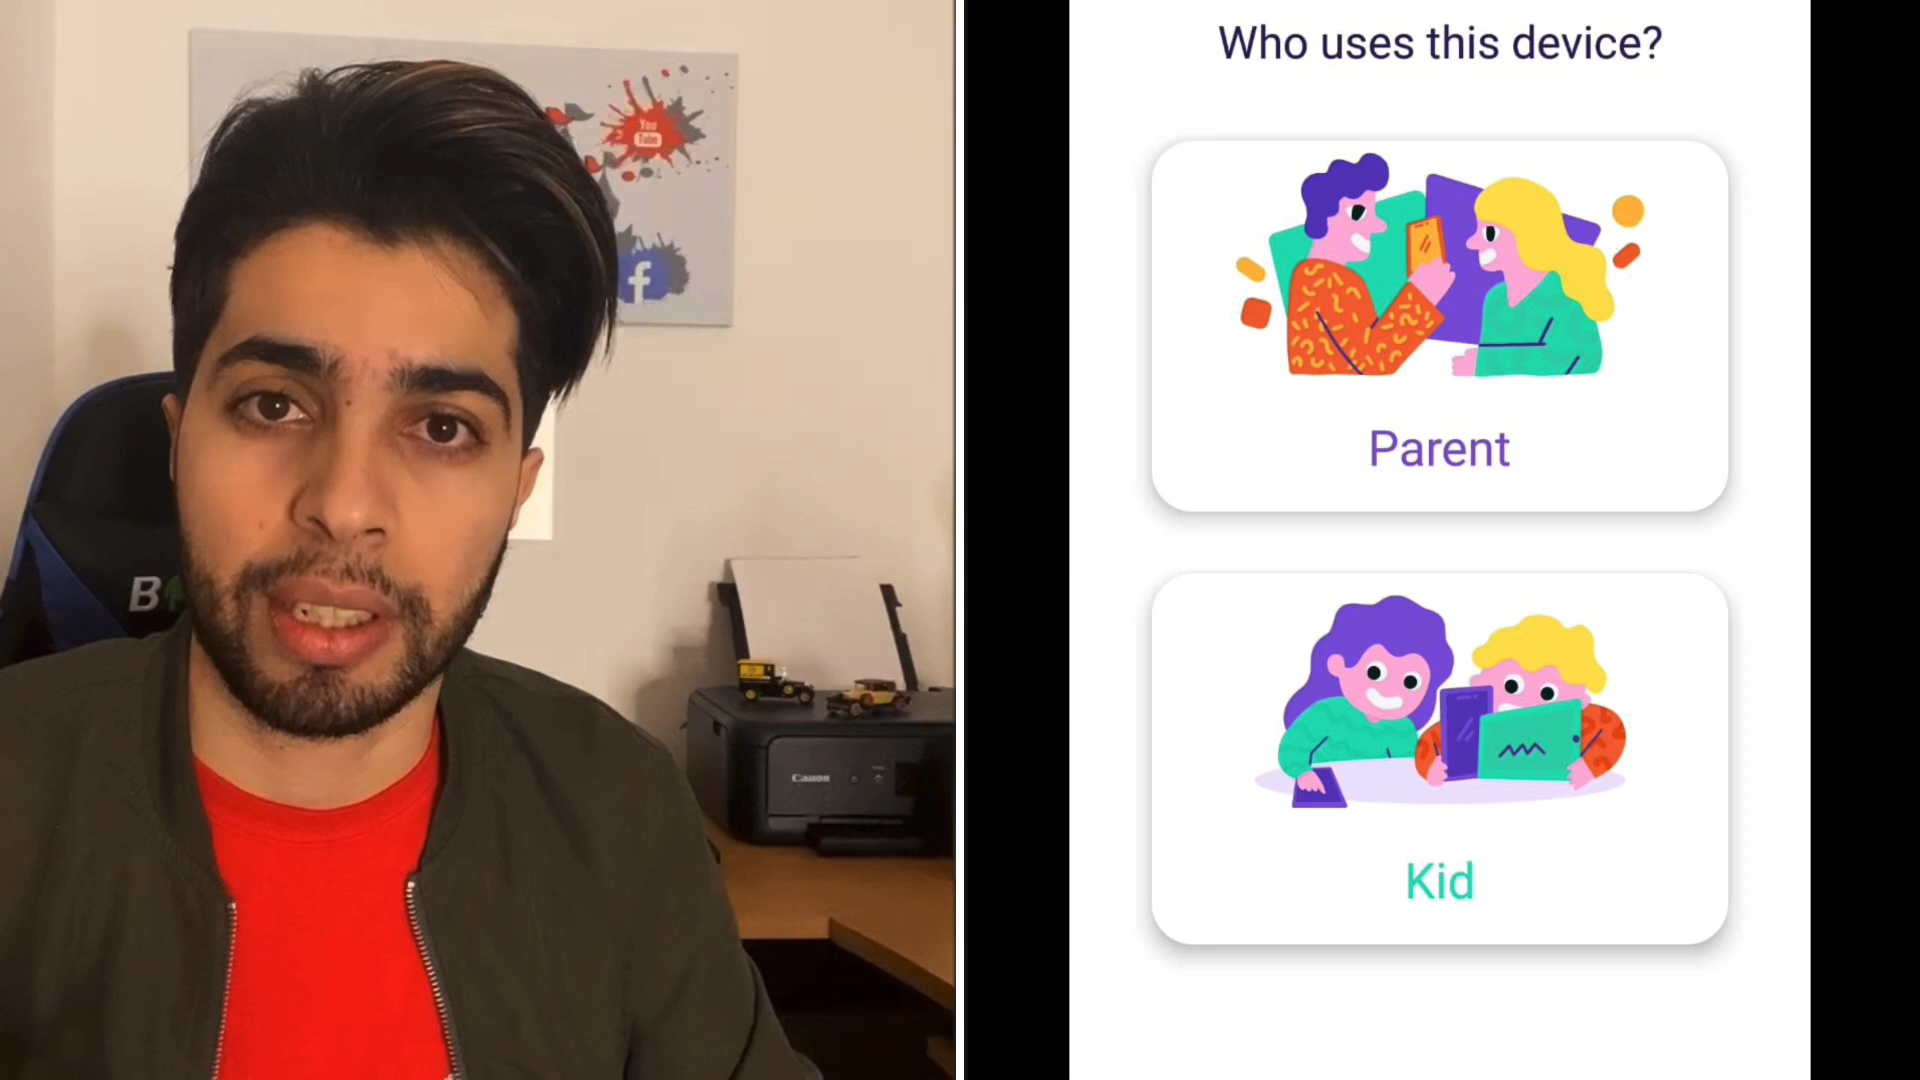 You
Tube
f
B
Canon
Who uses this device?
Parent
Kid